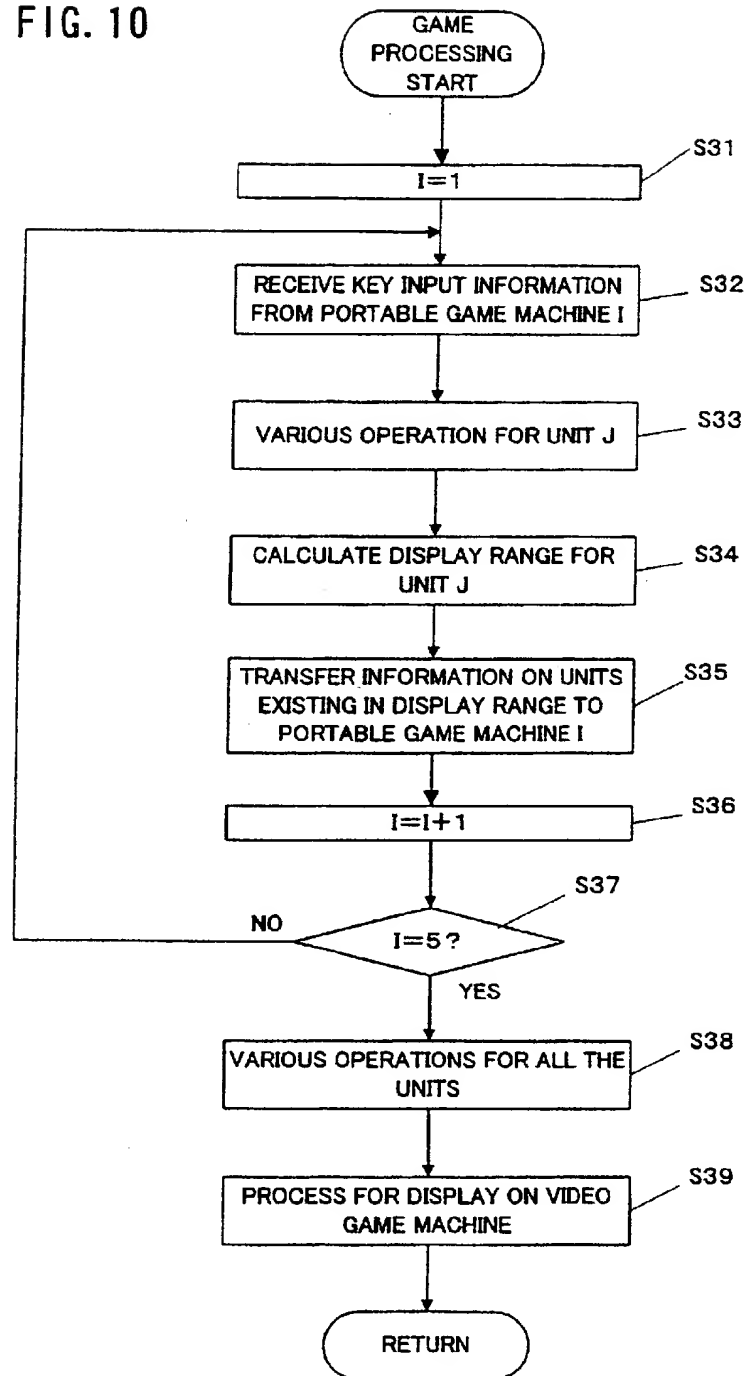 FIG. 10
GAME
PROCESSING
START
S31
I=1
S32
RECEIVE KEY INPUT INFORMATION
FROM PORTABLE GAME MACHINE I
S33
VARIOUS OPERATION FOR UNIT J
S34
CALCULATE DISPLAY RANGE FOR
UNIT J
S35
TRANSFER INFORMATION ON UNITS
EXISTING IN DISPLAY RANGE TO
PORTABLE GAME MACHINE I
S36
I=I+1
S37
NO
I=5?
YES
S38
VARIOUS OPERATIONS FOR ALL THE
UNITS
S39
PROCESS FOR DISPLAY ON VIDEO
GAME MACHINE
RETURN